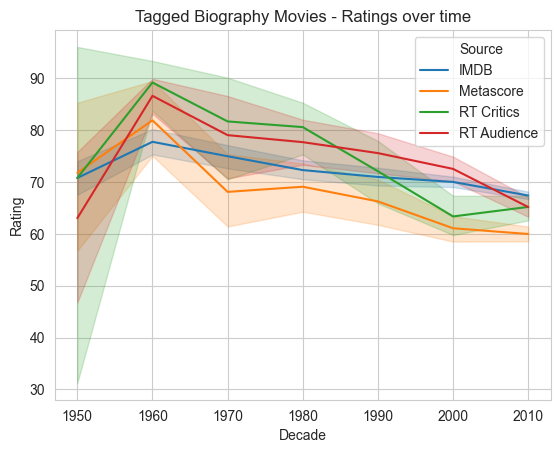 Tagged Biography Movies - Ratings over time
Source
IMDB
Metascore
RT Critics
RT Audience
90
80
70
60
50
40
30
Rating
1950 1960 1970 1980 1990 2000 2010
Decade